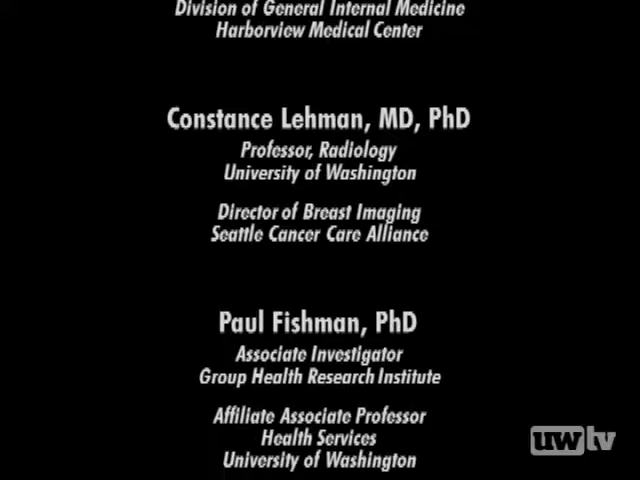 Division of General Internal Medicine
Harborview Medical Center
Constance Lehman, MD, PhD
Professor, Radiology
University of Washington
Director of Breast Imaging
Seattle Cancer Care Alliance
Paul Fishman, PhD
Associate Investigator
Group Health Research Institute
Affiliate Associate Professor
Health Services
University of Washington
uwtv